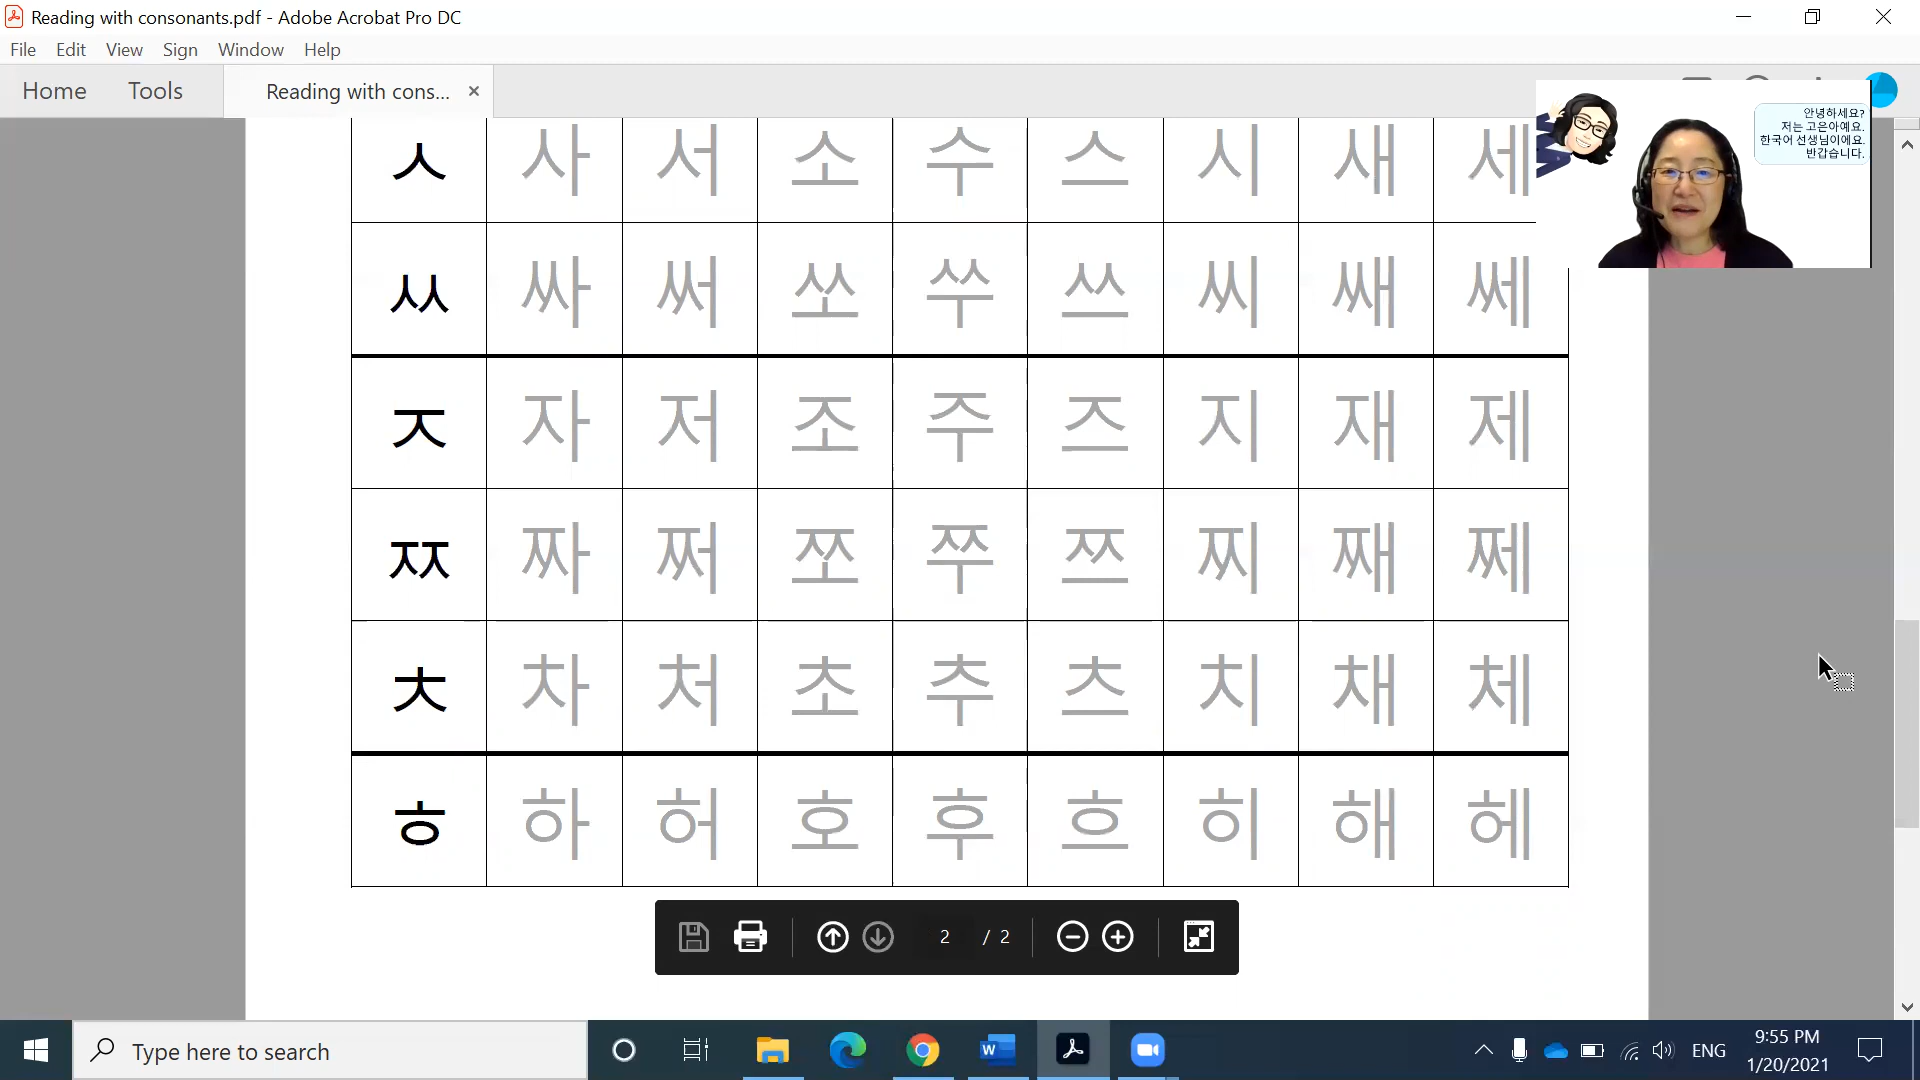 Reading with consonants.pdf - Adobe Acrobat Pro DC
File Edit View Sign Window Help
Home Tools Reading with cons... ×
안녕하세요?
저는 고은아예요.
한국어 선생님이에요.
반갑습니다.
ㅅ 사 서 소 수 스 시 새 세
ㅆ 싸 써 쏘 쑤 쓰 씨 쌔 쎄
ㅈ 자 저 조 주 즈 지 재 제
ㅉ 짜 쩌 쪼 쭈 쯔 찌 째 쩨
ㅊ 차 처 초 추 츠 치 채 체
ㅎ 하 허 호 후 흐 히 해 헤
2 / 2
Type here to search
ENG
9:55 PM
1/20/2021